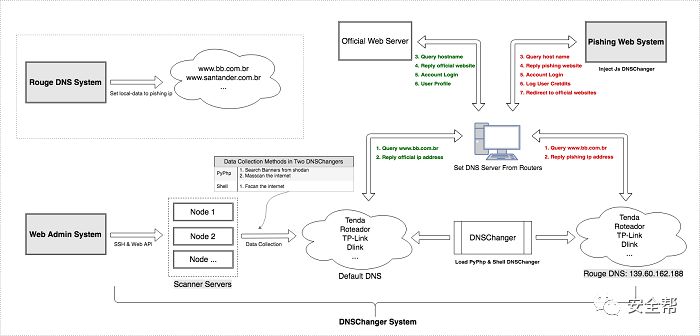 Rouge DNS System
Set local-data to pishing ip
www.bb.com.br
www.santander.com.br
...
Official Web Server
3. Query hostname
4. Reply official website
5. Account Login
6. User Profile
Pishing Web System
Inject Js DNSChanger
3. Query host name
4. Reply pishing website
5. Account Login
6. Log User Cretdits
7. Redirect to official websites
Set DNS Server From Routers
1. Query www.bb.com.br
2. Reply official ip address
1. Query www.bb.com.br
2. Reply pishing ip address
Data Collection Methods in Two DNSChangers
PyPhp
1. Search Banners from shodan
2. Masscan the internet
Shell
1. Facan the internet
Web Admin System
SSH & Web API
Node 1
Node 2
Node ...
Scanner Servers
Data Collection
Tenda
Roteador
TP-Link
Dlink
...
Default DNS
DNSChanger
Load PyPhp & Shell DNSChanger
Tenda
Roteador
TP-Link
Dlink
...
Rouge DNS: 139.60.162.188
DNSChanger System
安全帮